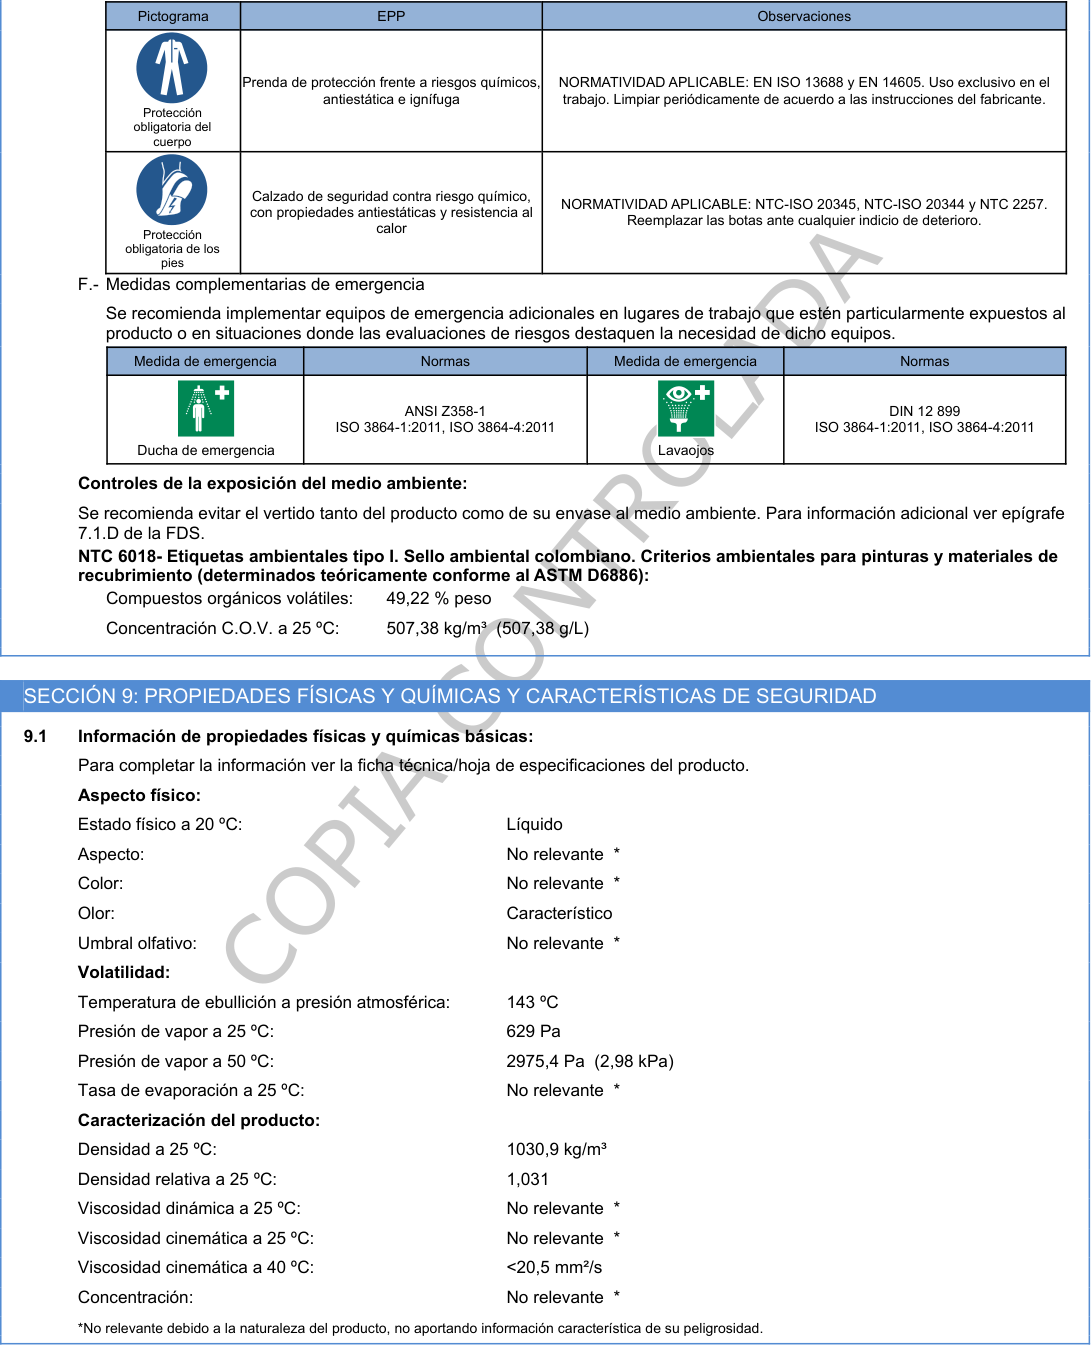 Pictograma EPP Observaciones
Protección
obligatoria del
cuerpo
Prenda de protección frente a riesgos químicos,
antiestática e ignífuga
NORMATIVIDAD APLICABLE: EN ISO 13688 y EN 14605. Uso exclusivo en el
trabajo. Limpiar periódicamente de acuerdo a las instrucciones del fabricante.
Protección
obligatoria de los
pies
Calzado de seguridad contra riesgo químico,
con propiedades antiestáticas y resistencia al
calor
NORMATIVIDAD APLICABLE: NTC-ISO 20345, NTC-ISO 20344 y NTC 2257.
Reemplazar las botas ante cualquier indicio de deterioro.
F.- Medidas complementarias de emergencia
Se recomienda implementar equipos de emergencia adicionales en lugares de trabajo que estén particularmente expuestos al
producto o en situaciones donde las evaluaciones de riesgos destaquen la necesidad de dicho equipos.
Medida de emergencia Normas Medida de emergencia Normas
Ducha de emergencia
ANSI Z358-1
ISO 3864-1:2011, ISO 3864-4:2011
Lavaojos
DIN 12 899
ISO 3864-1:2011, ISO 3864-4:2011
Controles de la exposición del medio ambiente:
Se recomienda evitar el vertido tanto del producto como de su envase al medio ambiente. Para información adicional ver epígrafe
7.1.D de la FDS.
NTC 6018- Etiquetas ambientales tipo I. Sello ambiental colombiano. Criterios ambientales para pinturas y materiales de
recubrimiento (determinados teóricamente conforme al ASTM D6886):
Compuestos orgánicos volátiles: 49,22 % peso
Concentración C.O.V. a 25 ºC: 507,38 kg/m³ (507,38 g/L)
COPIA CONTROLADA
SECCIÓN 9: PROPIEDADES FÍSICAS Y QUÍMICAS Y CARACTERÍSTICAS DE SEGURIDAD
9.1 Información de propiedades físicas y químicas básicas:
Para completar la información ver la ficha técnica/hoja de especificaciones del producto.
Aspecto físico:
Estado físico a 20 ºC: Líquido
Aspecto: No relevante *
Color: No relevante *
Olor: Característico
Umbral olfativo: No relevante *
Volatilidad:
Temperatura de ebullición a presión atmosférica: 143 ºC
Presión de vapor a 25 ºC: 629 Pa
Presión de vapor a 50 ºC: 2975,4 Pa (2,98 kPa)
Tasa de evaporación a 25 ºC: No relevante *
Caracterización del producto:
Densidad a 25 ºC: 1030,9 kg/m³
Densidad relativa a 25 ºC: 1,031
Viscosidad dinámica a 25 ºC: No relevante *
Viscosidad cinemática a 25 ºC: No relevante *
Viscosidad cinemática a 40 ºC: <20,5 mm²/s
Concentración: No relevante *
*No relevante debido a la naturaleza del producto, no aportando información característica de su peligrosidad.